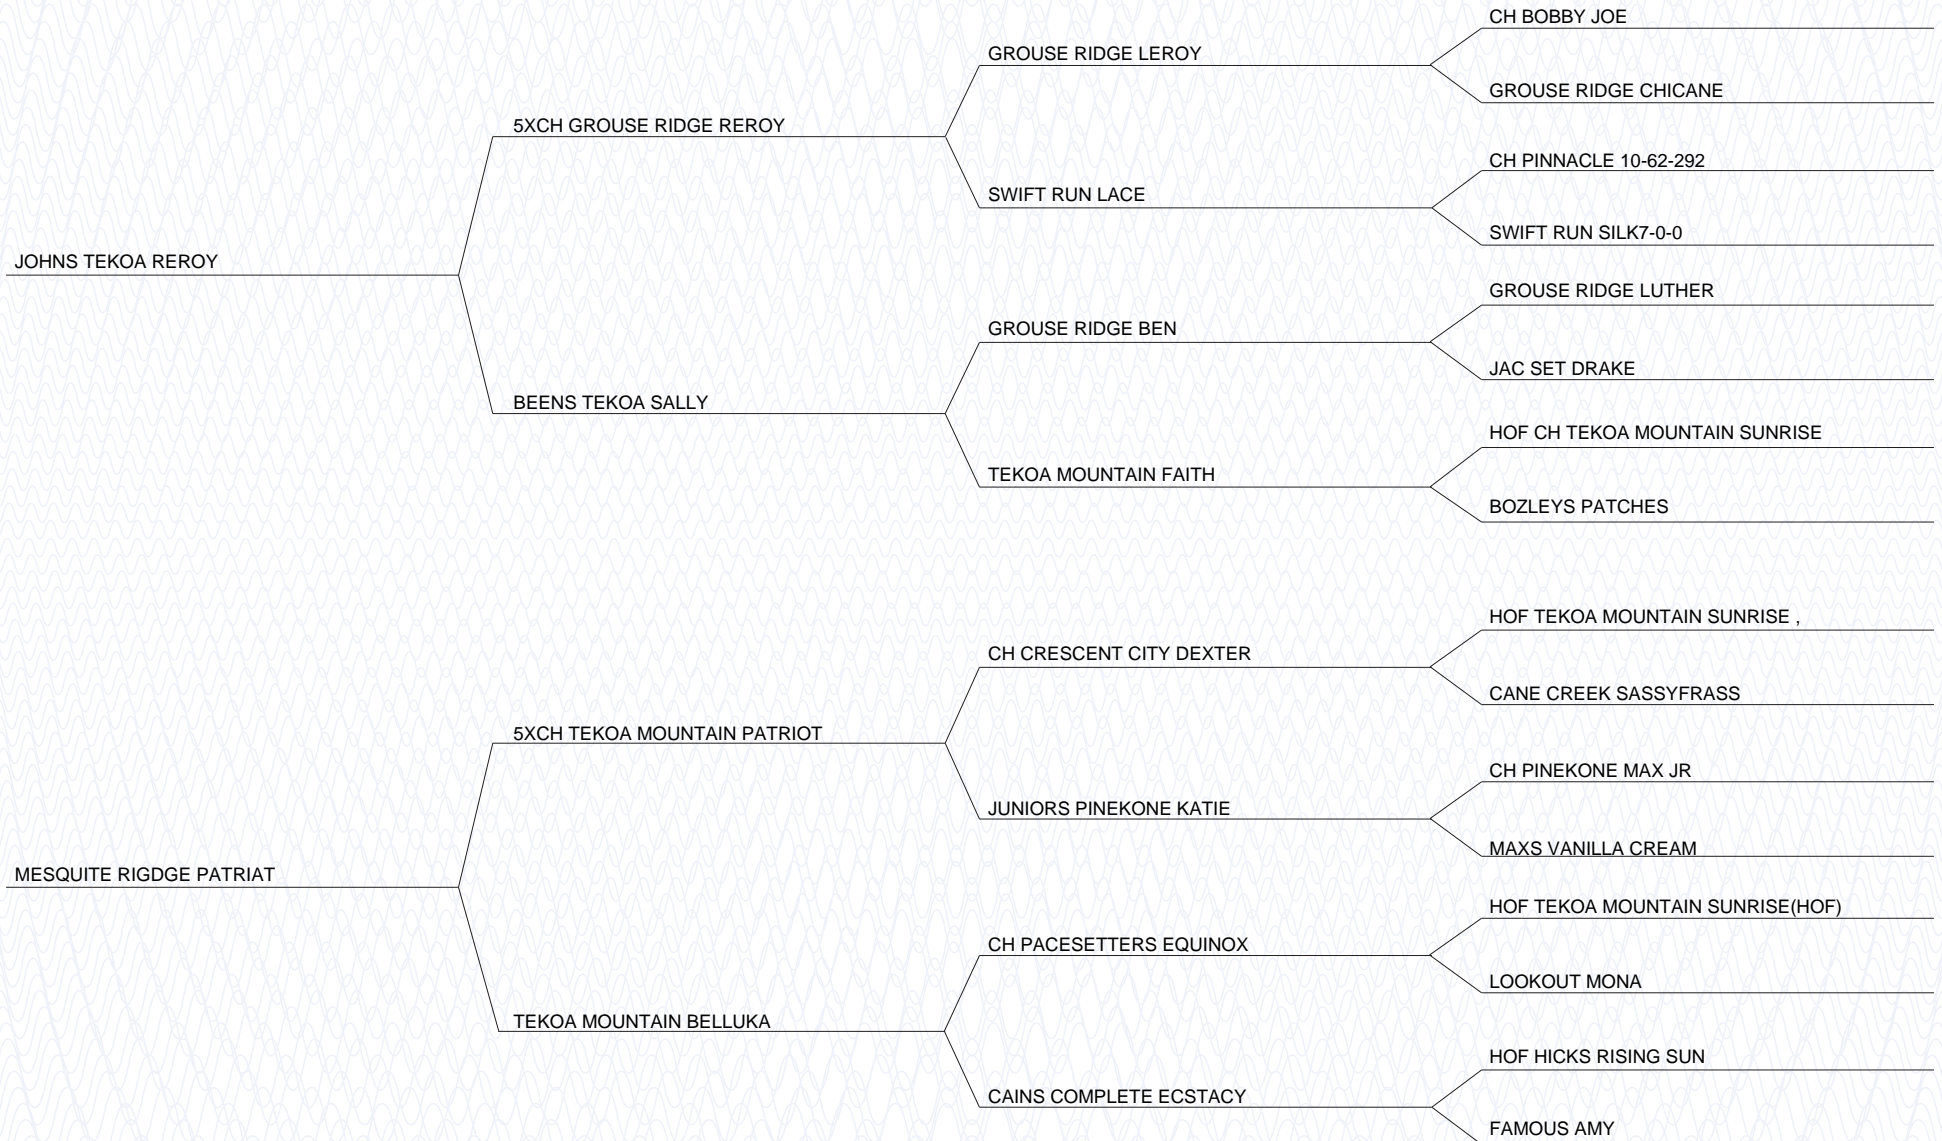 CH BOBBY JOE
GROUSE RIDGE LEROY
GROUSE RIDGE CHICANE
5XCH GROUSE RIDGE REROY
CH PINNACLE 10-62-292
SWIFT RUN LACE
SWIFT RUN SILK7-0-0
JOHNS TEKOA REROY
GROUSE RIDGE LUTHER
GROUSE RIDGE BEN
JAC SET DRAKE
BEENS TEKOA SALLY
HOF CH TEKOA MOUNTAIN SUNRISE
TEKOA MOUNTAIN FAITH
BOZLEYS PATCHES
HOF TEKOA MOUNTAIN SUNRISE ,
CH CRESCENT CITY DEXTER
CANE CREEK SASSYFRASS
5XCH TEKOA MOUNTAIN PATRIOT
CH PINEKONE MAX JR
JUNIORS PINEKONE KATIE
MAXS VANILLA CREAM
MESQUITE RIGDGE PATRIAT
HOF TEKOA MOUNTAIN SUNRISE(HOF)
CH PACESETTERS EQUINOX
LOOKOUT MONA
TEKOA MOUNTAIN BELLUKA
HOF HICKS RISING SUN
CAINS COMPLETE ECSTACY
FAMOUS AMY